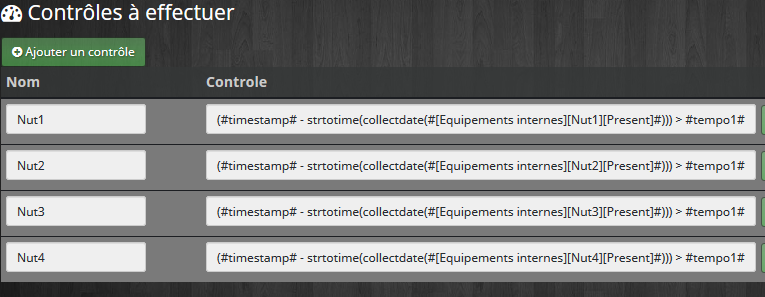 Contrôles à effectuer
Ajouter un contrôle
Nom Controle
Nut1 (#timestamp# - strtotime(collectdate(#[Equipements internes][Nut1][Present]#))) > #tempo1#
Nut2 (#timestamp# - strtotime(collectdate(#[Equipements internes][Nut2][Present]#))) > #tempo1#
Nut3 (#timestamp# - strtotime(collectdate(#[Equipements internes][Nut3][Present]#))) > #tempo1#
Nut4 (#timestamp# - strtotime(collectdate(#[Equipements internes][Nut4][Present]#))) > #tempo1#